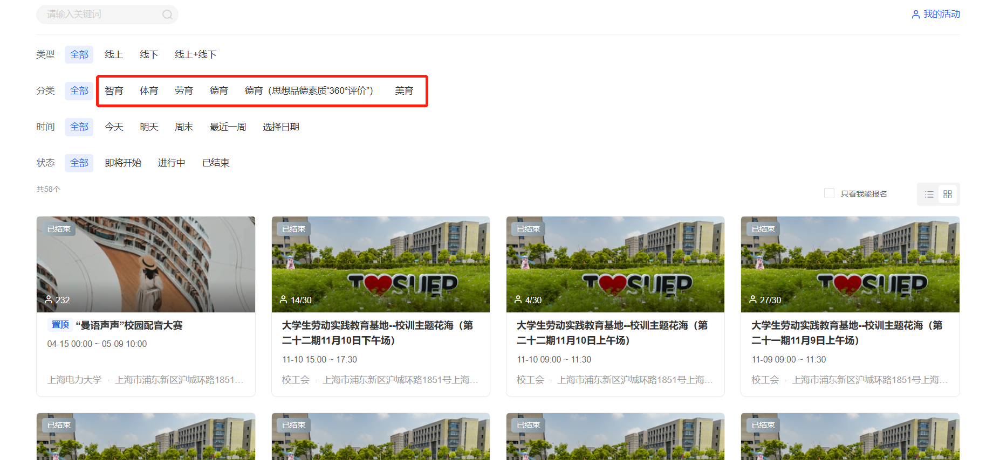 请输入关键词
我的活动
类型 全部 线上 线下 线上+线下
分类 全部 智育 体育 劳育 德育 德育（思想品德素质“360°评价”） 美育
时间 全部 今天 明天 周末 最近一周 选择日期
状态 全部 即将开始 进行中 已结束
共58个
只看我能报名
已结束
232
置顶 “曼语声声”校园配音大赛
04-15 00:00 ~ 05-09 10:00
上海电力大学 · 上海市浦东新区沪城环路1851...
已结束
SUEP
14/30
大学生劳动实践教育基地--校训主题花海（第
二十二期11月10日下午场）
11-10 15:00 ~ 17:30
校工会 · 上海市浦东新区沪城环路1851号上海...
已结束
SUEP
4/30
大学生劳动实践教育基地--校训主题花海（第
二十二期11月10日上午场）
11-10 09:00 ~ 11:30
校工会 · 上海市浦东新区沪城环路1851号上海...
已结束
SUEP
27/30
大学生劳动实践教育基地--校训主题花海（第
二十一期11月9日上午场）
11-09 09:00 ~ 11:30
校工会 · 上海市浦东新区沪城环路1851号上海...
已结束
已结束
已结束
已结束